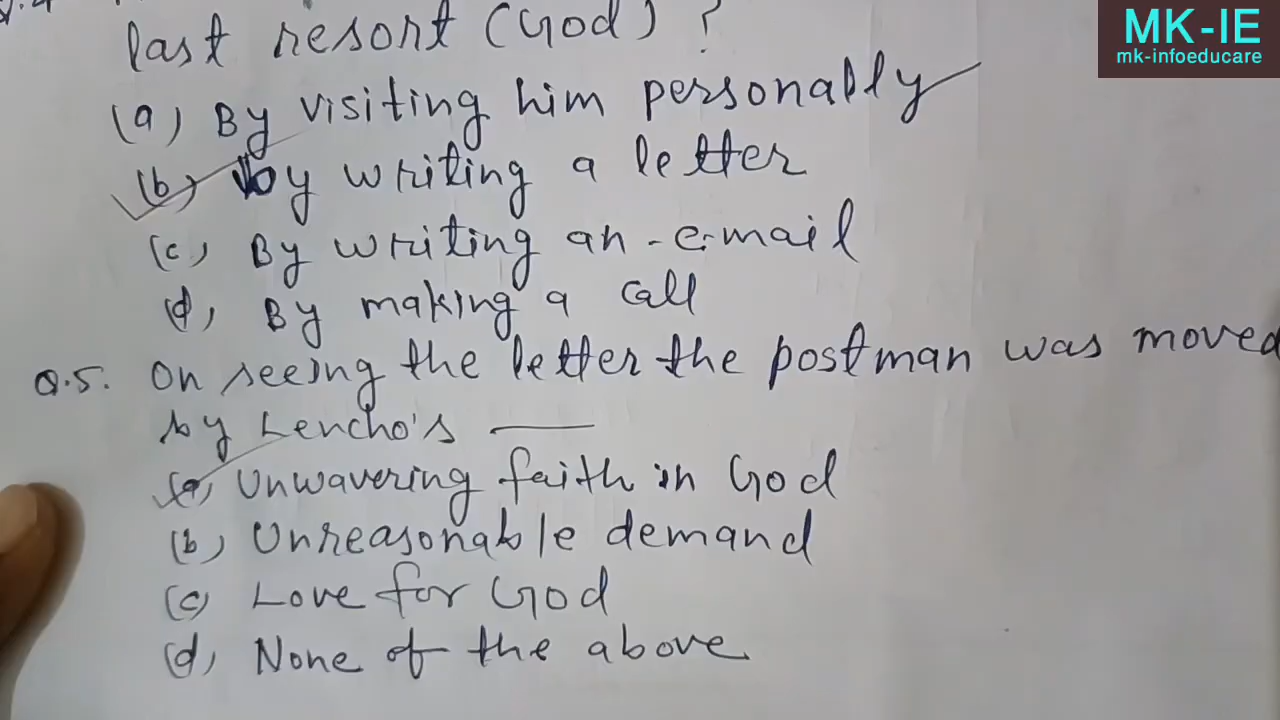 MK-IE
mk-infoeducare
last resort (God) ?
(a) By visiting him personally
(b) by writing a letter
(c) By writing an e-mail
(d) By making a call
Q.5. On seeing the letter the postman was moved
by Lencho's ____
(a) Unwavering faith in God
(b) Unreasonable demand
(c) Love for God
(d) None of the above